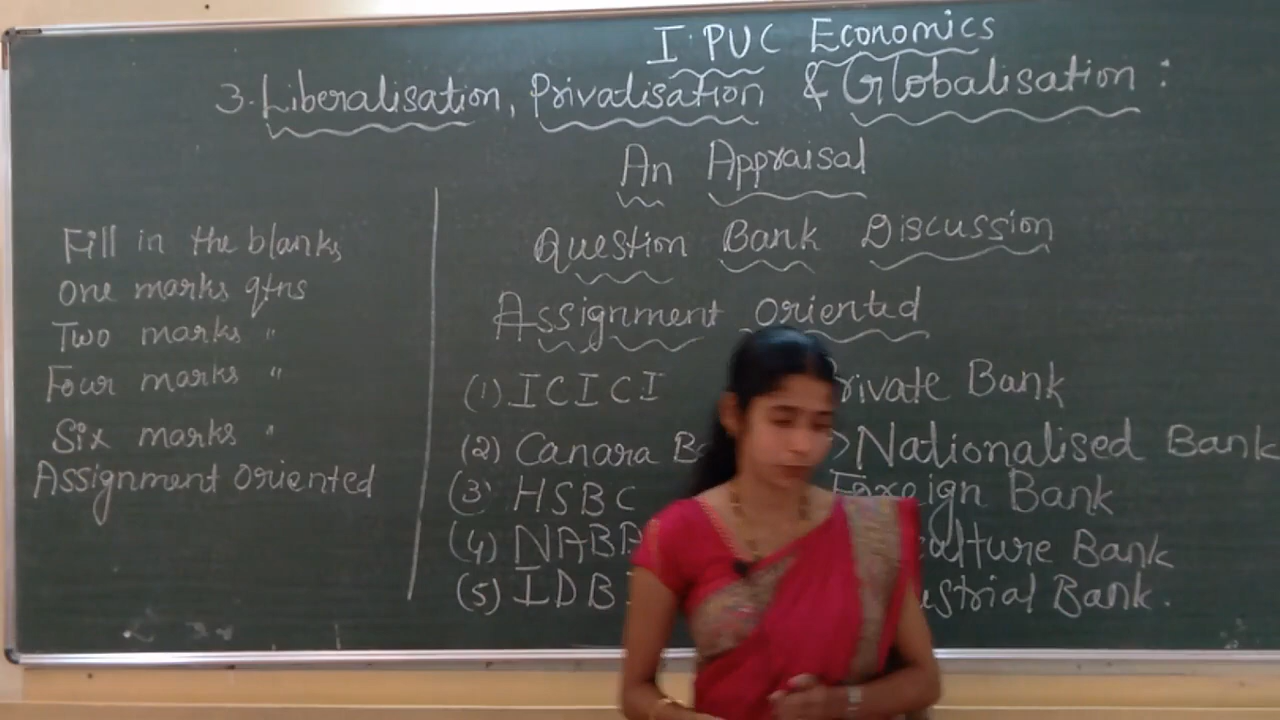 I. PUC Economics
3. Liberalisation, Privatisation & Globalisation :
An Appraisal
Question Bank Discussion
Assignment oriented
(1) ICICI Bank
(2) Canara Nationalised Bank
(3) HSBC Foreign Bank
(4) Bank
(5) Bank.
Fill in the blanks
one marks qtns
Two marks "
Four marks "
Six marks "
Assignment oriented